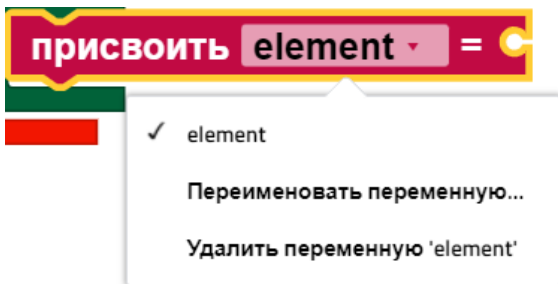 присвоить element =
element
Переименовать переменную...
Удалить переменную 'element'